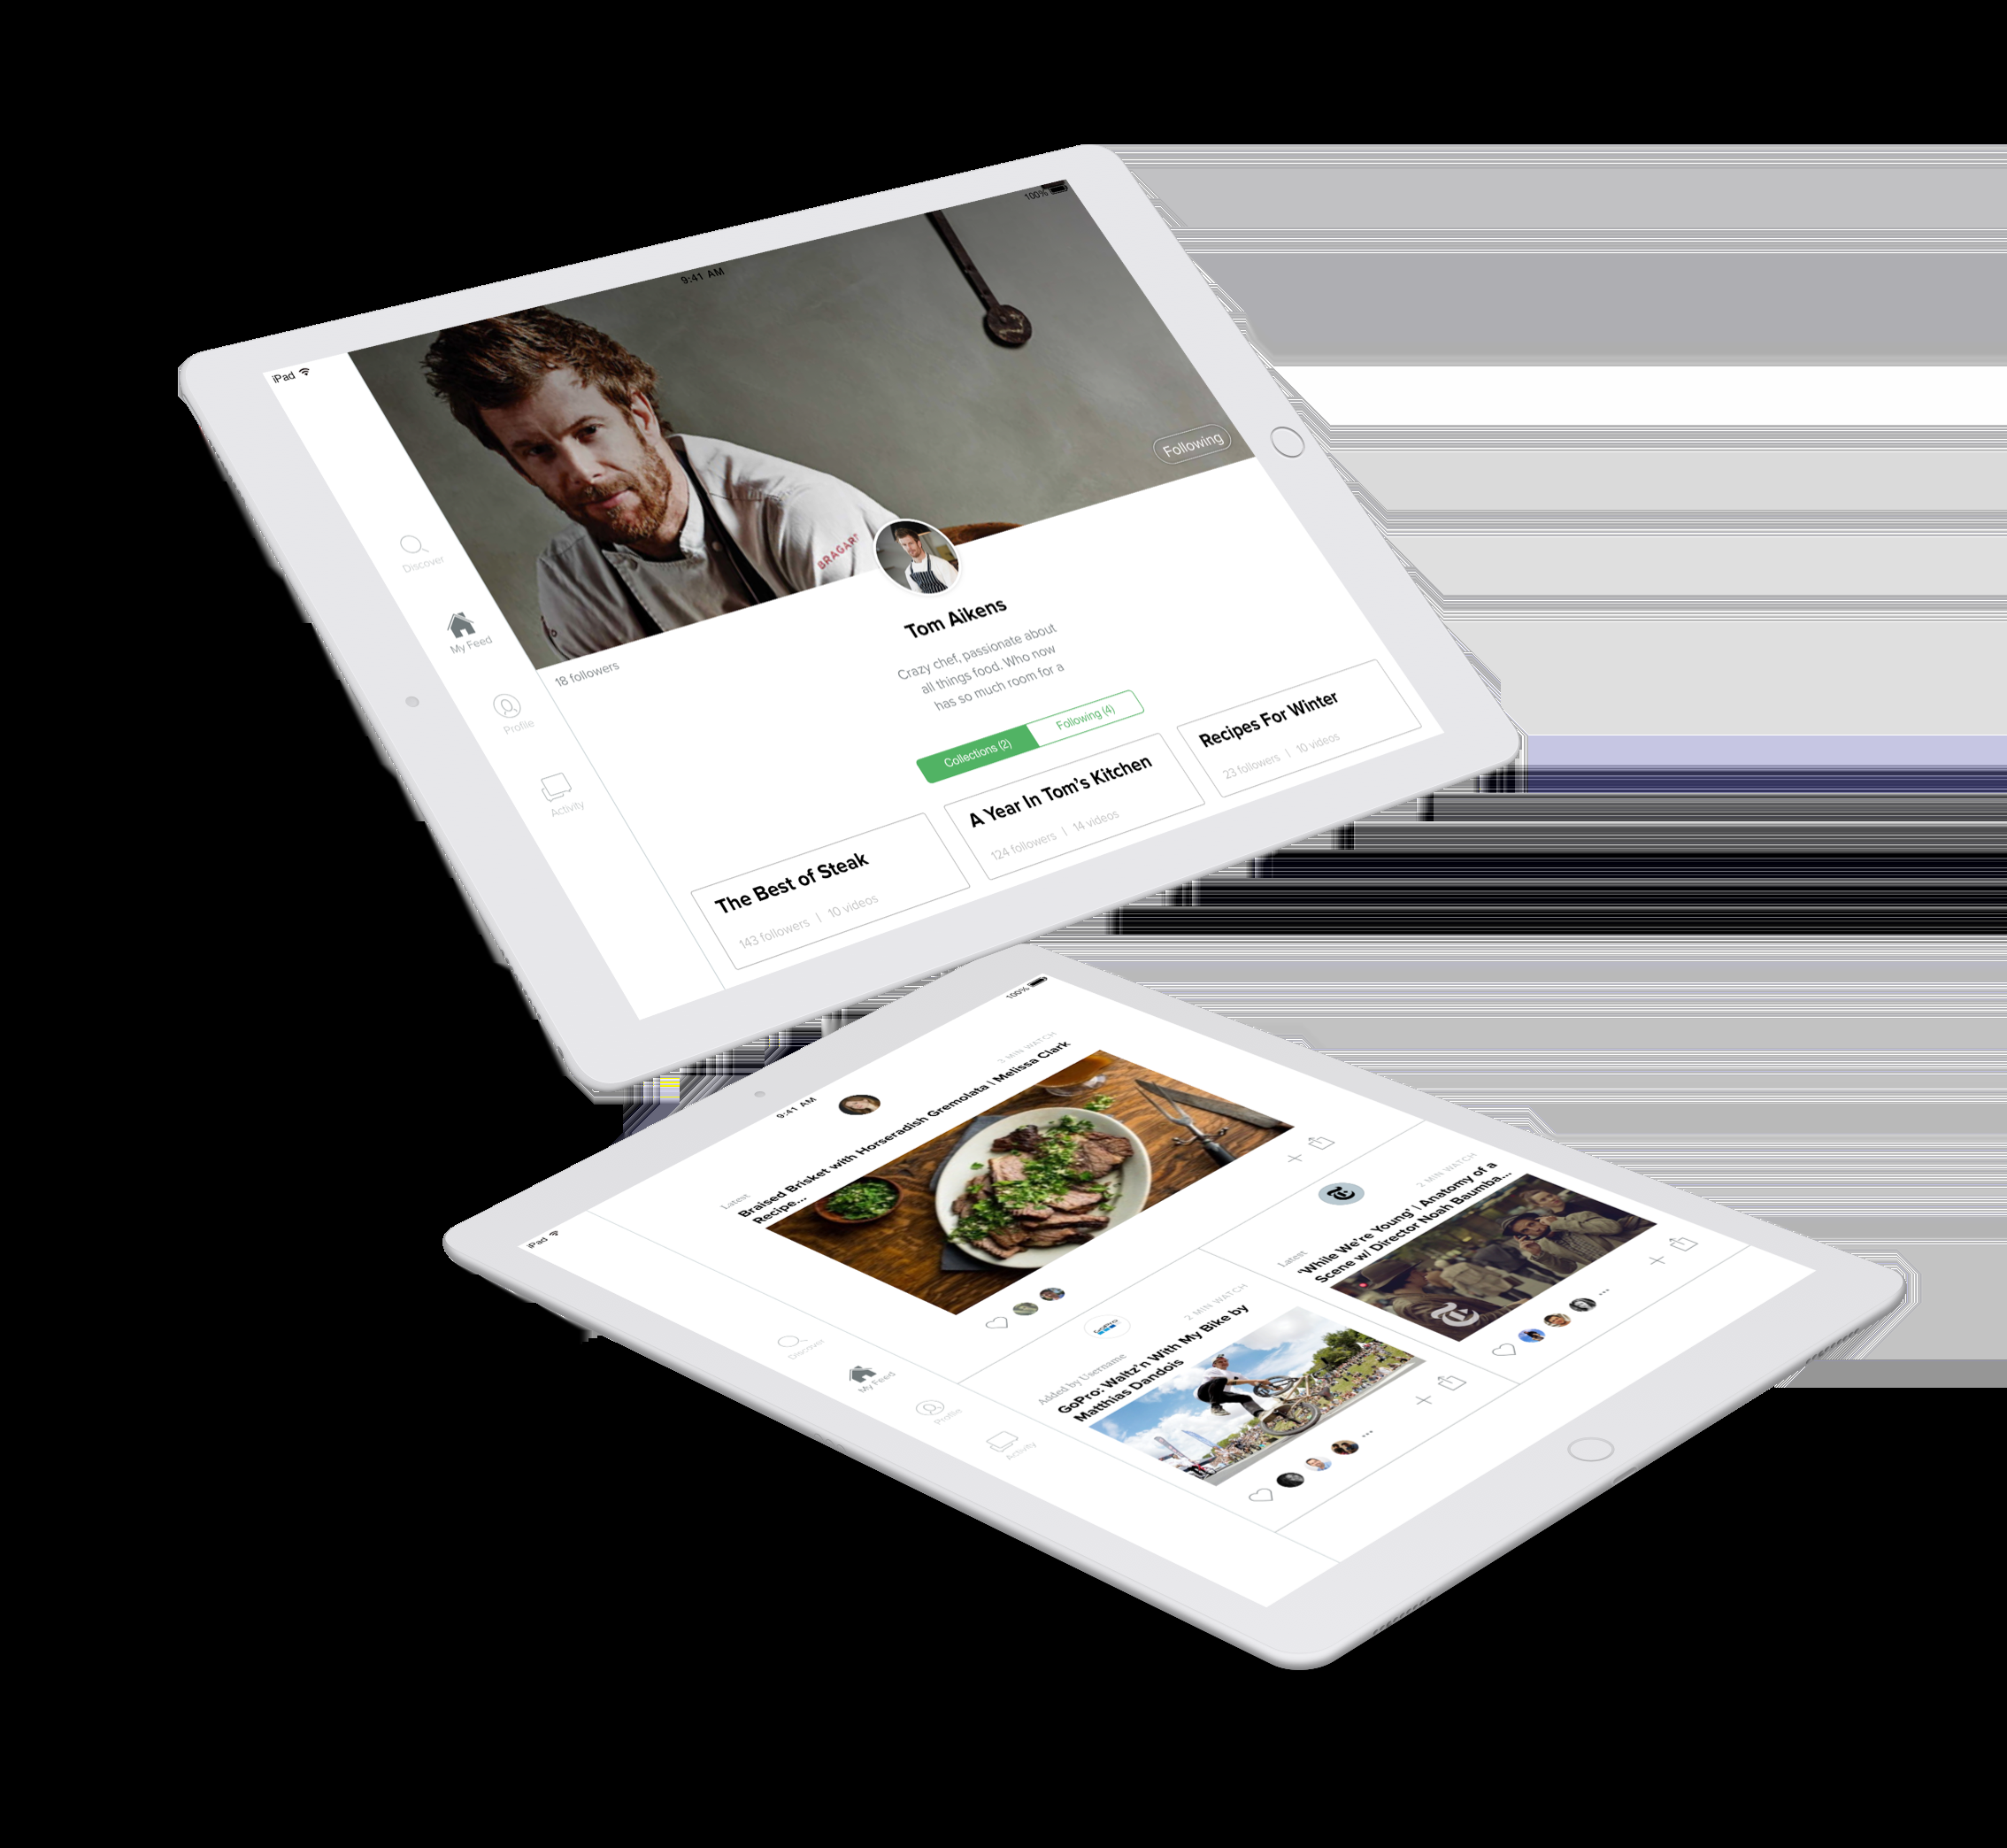 iPad
9:41 AM
100%
Following
BRAGARD
Discover
My Feed
Profile
Activity
18 followers
Tom Aikens
Crazy chef, passionate about
all things food. Who now
has so much room for a
Collections (2)
Following (4)
The Best of Steak
143 followers | 10 videos
A Year In Tom’s Kitchen
124 followers | 14 videos
Recipes For Winter
23 followers | 10 videos
iPad
9:41 AM
100%
Discover
My Feed
Profile
Activity
Latest
3 MIN WATCH
Braised Brisket with Horseradish Gremolata | Melissa Clark
Recipe...
Added by Username
2 MIN WATCH
GoPro: Waltz’n With My Bike by
Matthias Dandois
Latest
2 MIN WATCH
‘While We’re Young’ | Anatomy of a
Scene w/ Director Noah Baumba...